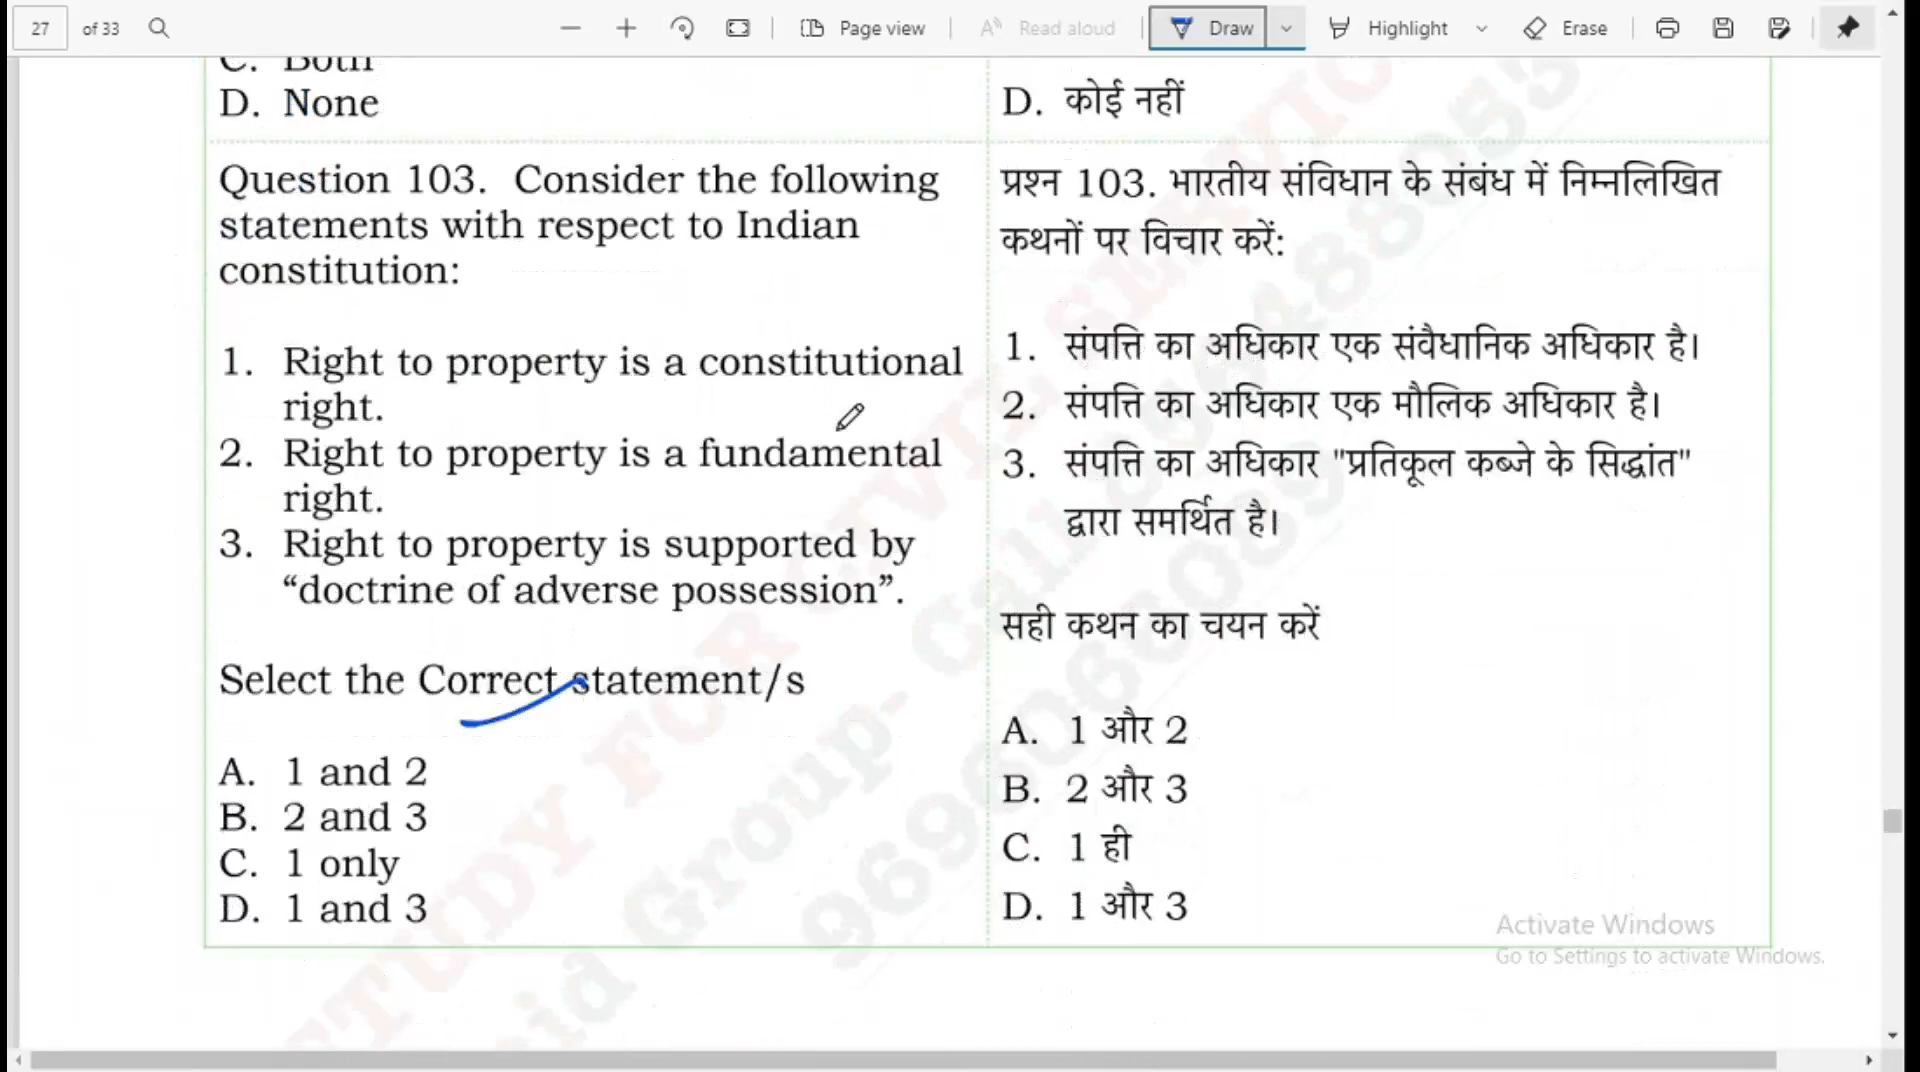 27 of 33 Page view Read aloud Draw Highlight Erase
C. Both
D. None
D. कोई नहीं
Question 103. Consider the following
statements with respect to Indian
constitution:
1. Right to property is a constitutional
right.
2. Right to property is a fundamental
right.
3. Right to property is supported by
“doctrine of adverse possession”.
Select the Correct statement/s
A. 1 and 2
B. 2 and 3
C. 1 only
D. 1 and 3
प्रश्न 103. भारतीय संविधान के संबंध में निम्नलिखित
कथनों पर विचार करें:
1. संपत्ति का अधिकार एक संवैधानिक अधिकार है।
2. संपत्ति का अधिकार एक मौलिक अधिकार है।
3. संपत्ति का अधिकार "प्रतिकूल कब्जे के सिद्धांत"
द्वारा समर्थित है।
सही कथन का चयन करें
A. 1 और 2
B. 2 और 3
C. 1 ही
D. 1 और 3
Activate Windows
Go to Settings to activate Windows.